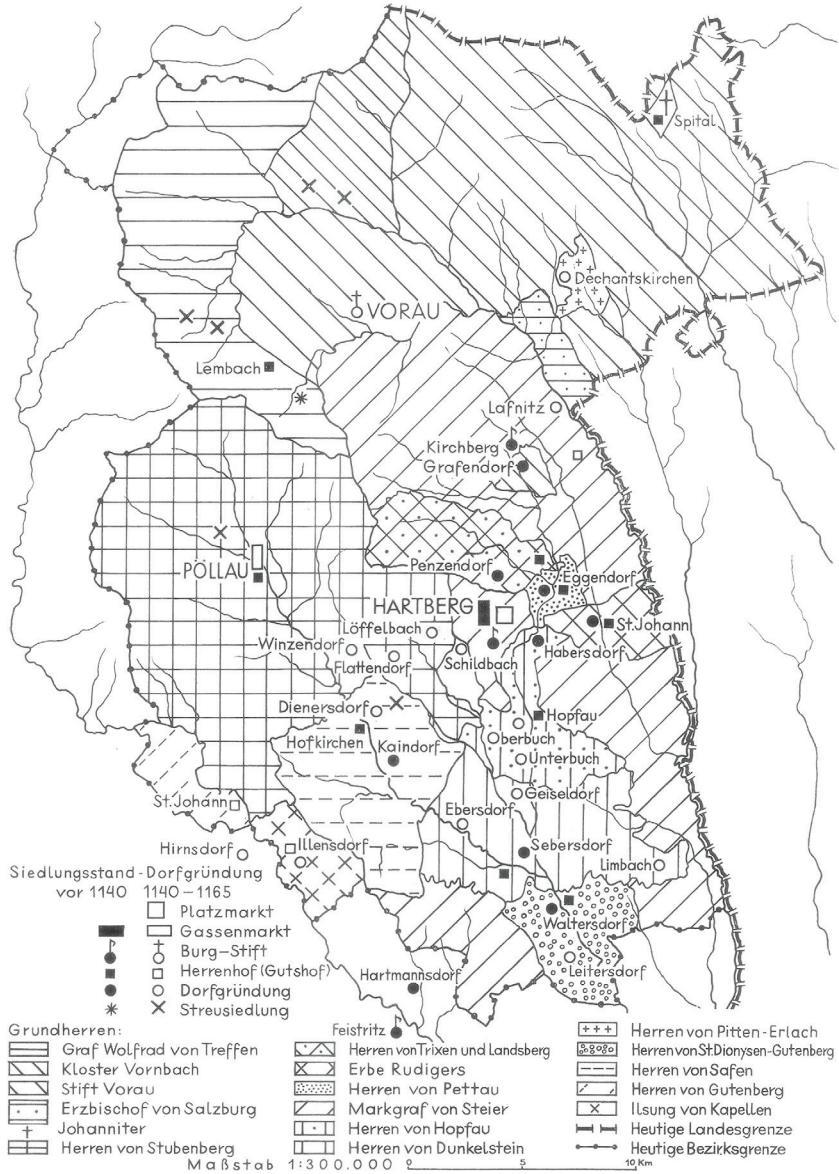 Spital
Dechantskirchen
VORAU
Lembach
Lafnitz
Kirchberg
Grafendorf
Penzendorf
PÖLLAU
Eggendorf
HARTBERG
Löffelbach
St.Johann
Winzendorf
Flattendorf
Schildbach
Habersdorf
Dienersdorf
Hopfau
Hofkirchen
Oberbuch
Kaindorf
Unterbuch
St.Johann
Geiseldorf
Ebersdorf
Hirnsdorf
Illensdorf
Sebersdorf
Limbach
Waltersdorf
Leitersdorf
Hartmannsdorf
Feistritz
Siedlungsstand-Dorfgründung
vor 1140 1140–1165
Platzmarkt
Gassenmarkt
Burg-Stift
Herrenhof (Gutshof)
Dorfgründung
Streusiedlung
Grundherren:
Graf Wolfrad von Treffen
Kloster Vornbach
Stift Vorau
Erzbischof von Salzburg
Johanniter
Herren von Stubenberg
Herren von Trixen und Landsberg
Erbe Rudigers
Herren von Pettau
Markgraf von Steier
Herren von Hopfau
Herren von Dunkelstein
Herren von Pitten-Erlach
Herren von St.Dionysen-Gutenberg
Herren von Safen
Herren von Gutenberg
Ilsung von Kapellen
Heutige Landesgrenze
Heutige Bezirksgrenze
Maßstab 1:300.000 0 5 10 Km